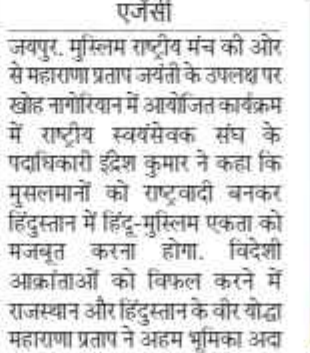 एजेंसी
जयपुर. मुस्लिम राष्ट्रीय मंच की ओर
से महाराणा प्रताप जयंती के उपलक्ष पर
खोह नागोरियान में आयोजित कार्यक्रम
में राष्ट्रीय स्वयंसेवक संघ के
पदाधिकारी इंद्रेश कुमार ने कहा कि
मुसलमानों को राष्ट्रवादी बनकर
हिंदुस्तान में हिंदू-मुस्लिम एकता को
मजबूत करना होगा. विदेशी
आक्रांताओं को विफल करने में
राजस्थान और हिंदुस्तान के वीर योद्धा
महाराणा प्रताप ने अहम भूमिका अदा